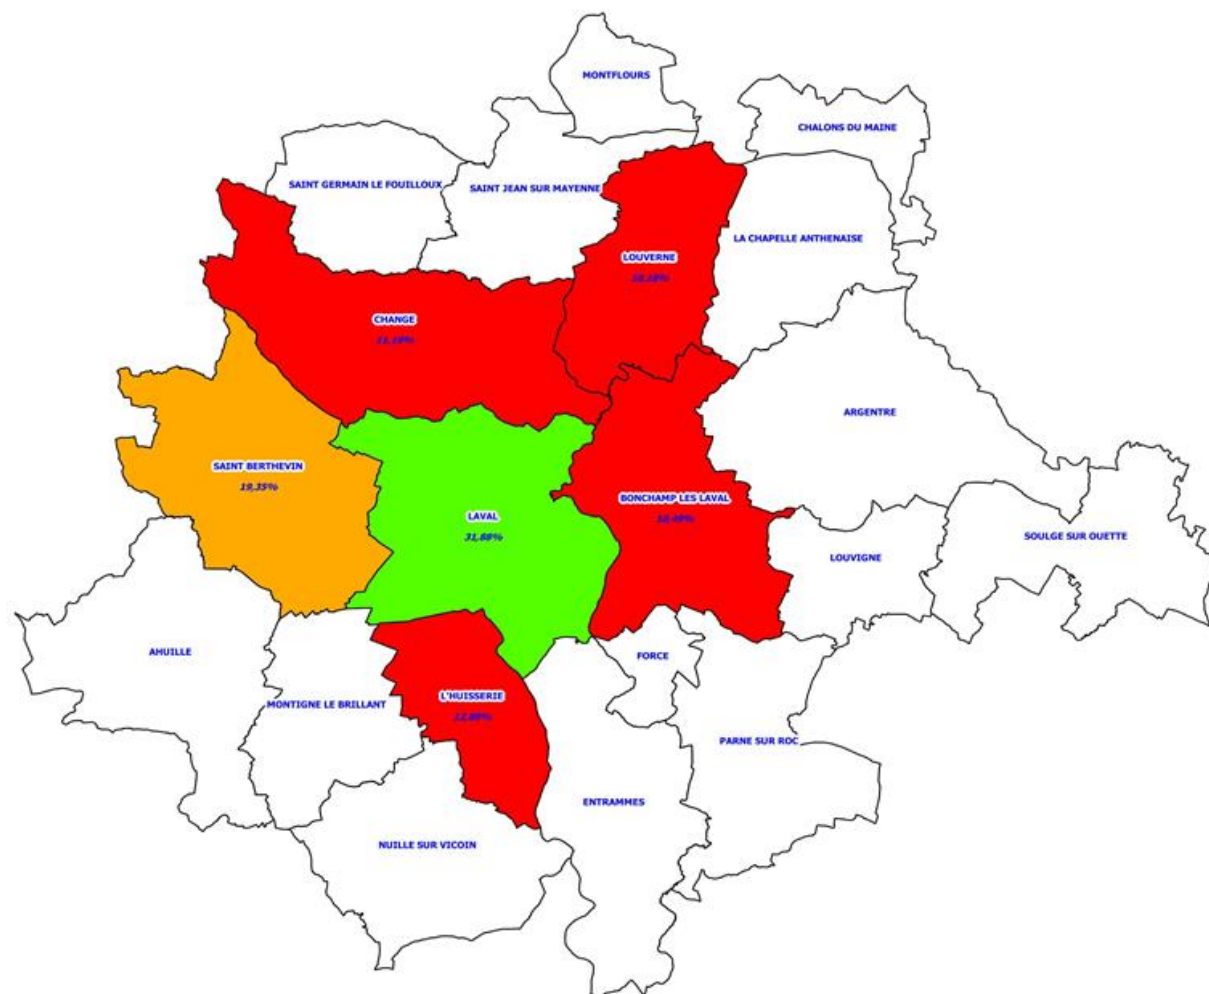 MONTFLOURS
CHALONS DU MAINE
SAINT GERMAIN LE FOUILLOUX
SAINT JEAN SUR MAYENNE
LA CHAPELLE ANTHENAISE
LOUVERNE
CHANGE
ARGENTRE
SAINT BERTHEVIN
19,35%
BONCHAMP LES LAVAL
LAVAL
31,88%
SOULGE SUR OUETTE
LOUVIGNE
AHUILLE
FORCE
L'HUISSERIE
MONTIGNE LE BRILLANT
PARNE SUR ROC
ENTRAMMES
NUILLE SUR VICOIN